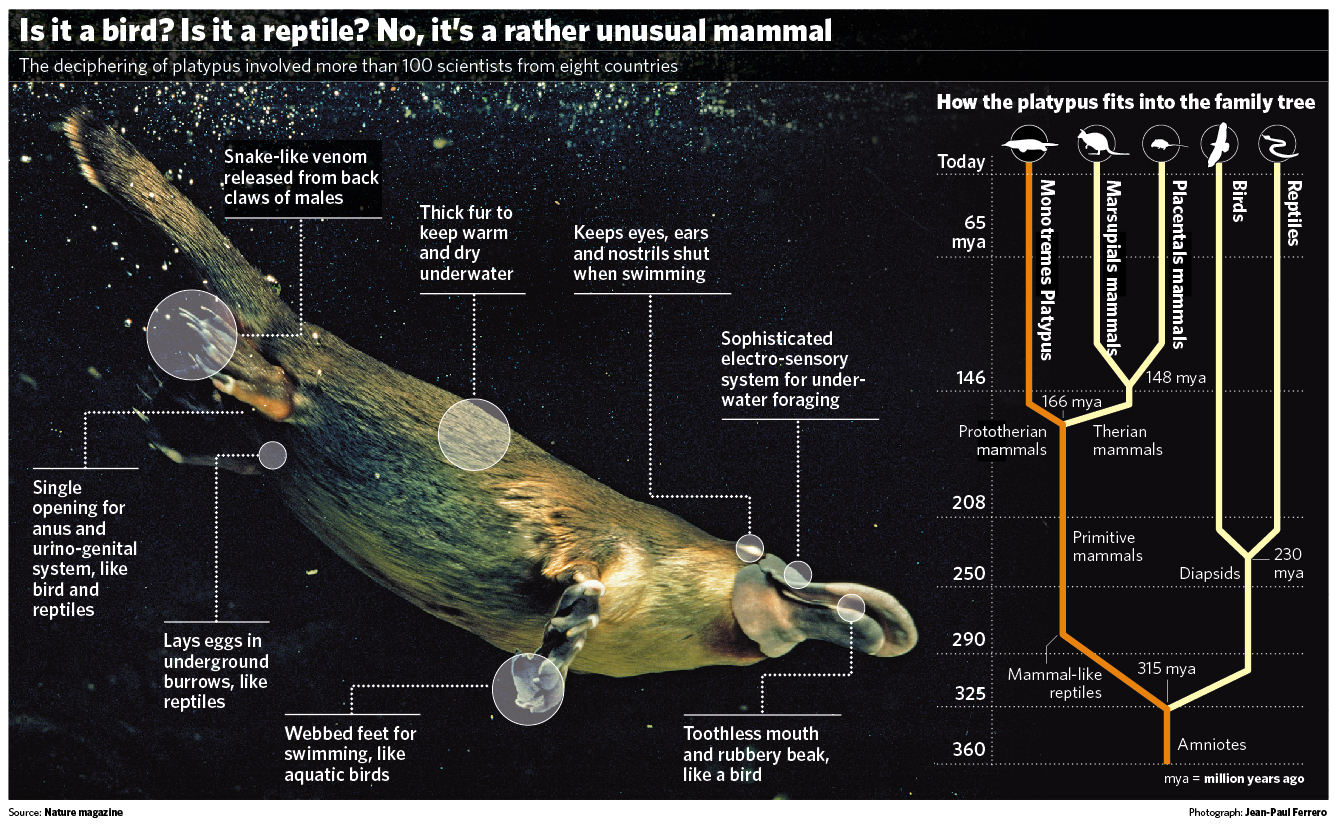 Is it a bird? Is it a reptile? No, it's a rather unusual mammal
The deciphering of platypus involved more than 100 scientists from eight countries
Snake-like venom
released from back
claws of males
Thick fur to
keep warm
and dry
underwater
Keeps eyes, ears
and nostrils shut
when swimming
Sophisticated
electro-sensory
system for under-
water foraging
Single
opening for
anus and
urino-genital
system, like
bird and
reptiles
Lays eggs in
underground
burrows, like
reptiles
Webbed feet for
swimming, like
aquatic birds
Toothless mouth
and rubbery beak,
like a bird
How the platypus fits into the family tree
Today
65
mya
146
208
250
290
325
360
Monotremes Platypus
Marsupials mammals
Placentals mammals
Birds
Reptiles
148 mya
166 mya
Prototherian
mammals
Therian
mammals
Primitive
mammals
Diapsids
230
mya
Mammal-like
reptiles
315 mya
Amniotes
mya = million years ago
Source: Nature magazine
Photograph: Jean-Paul Ferrero